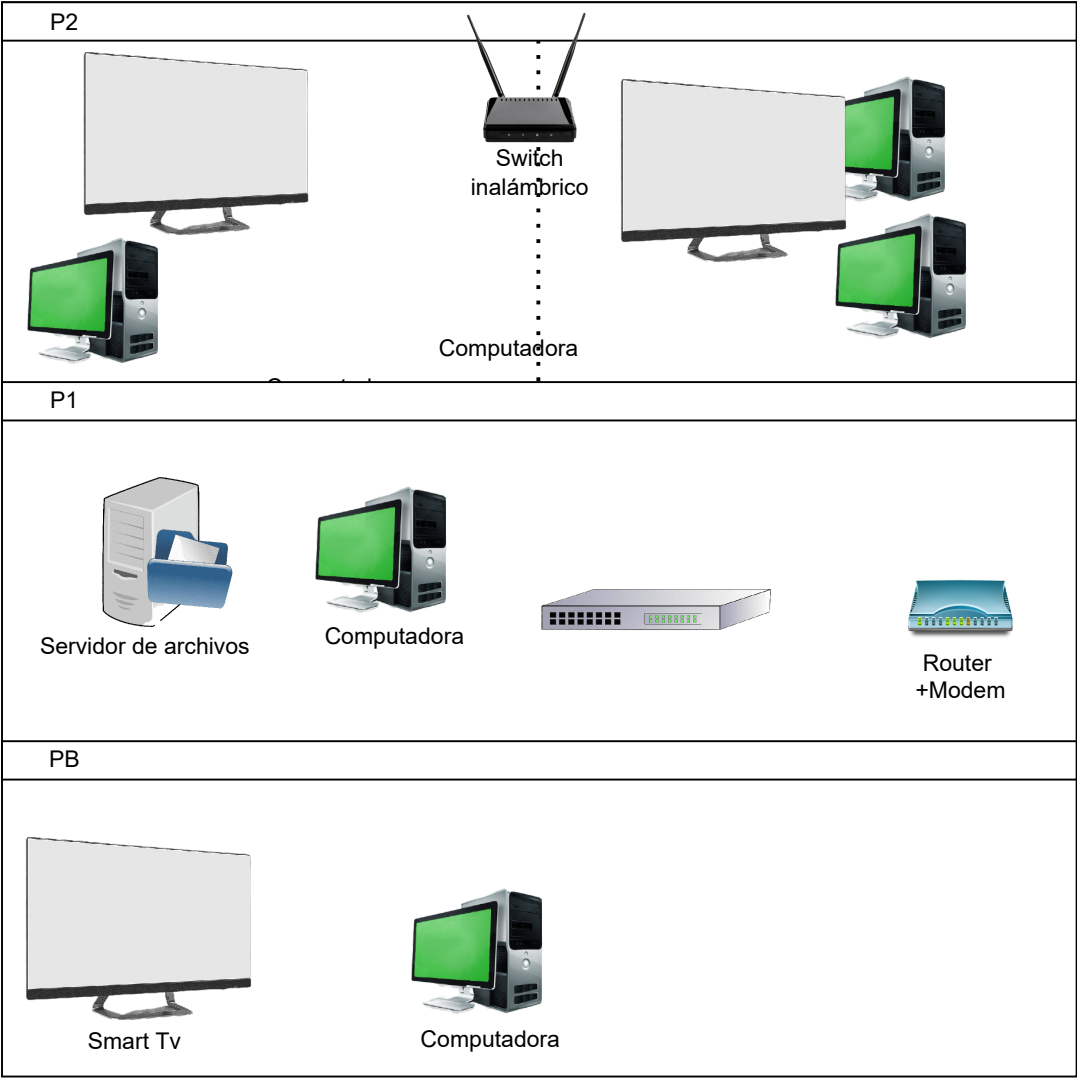 P2
Switch
inalámbrico
Computadora
P1
Servidor de archivos
Computadora
Router
+Modem
PB
Smart Tv
Computadora